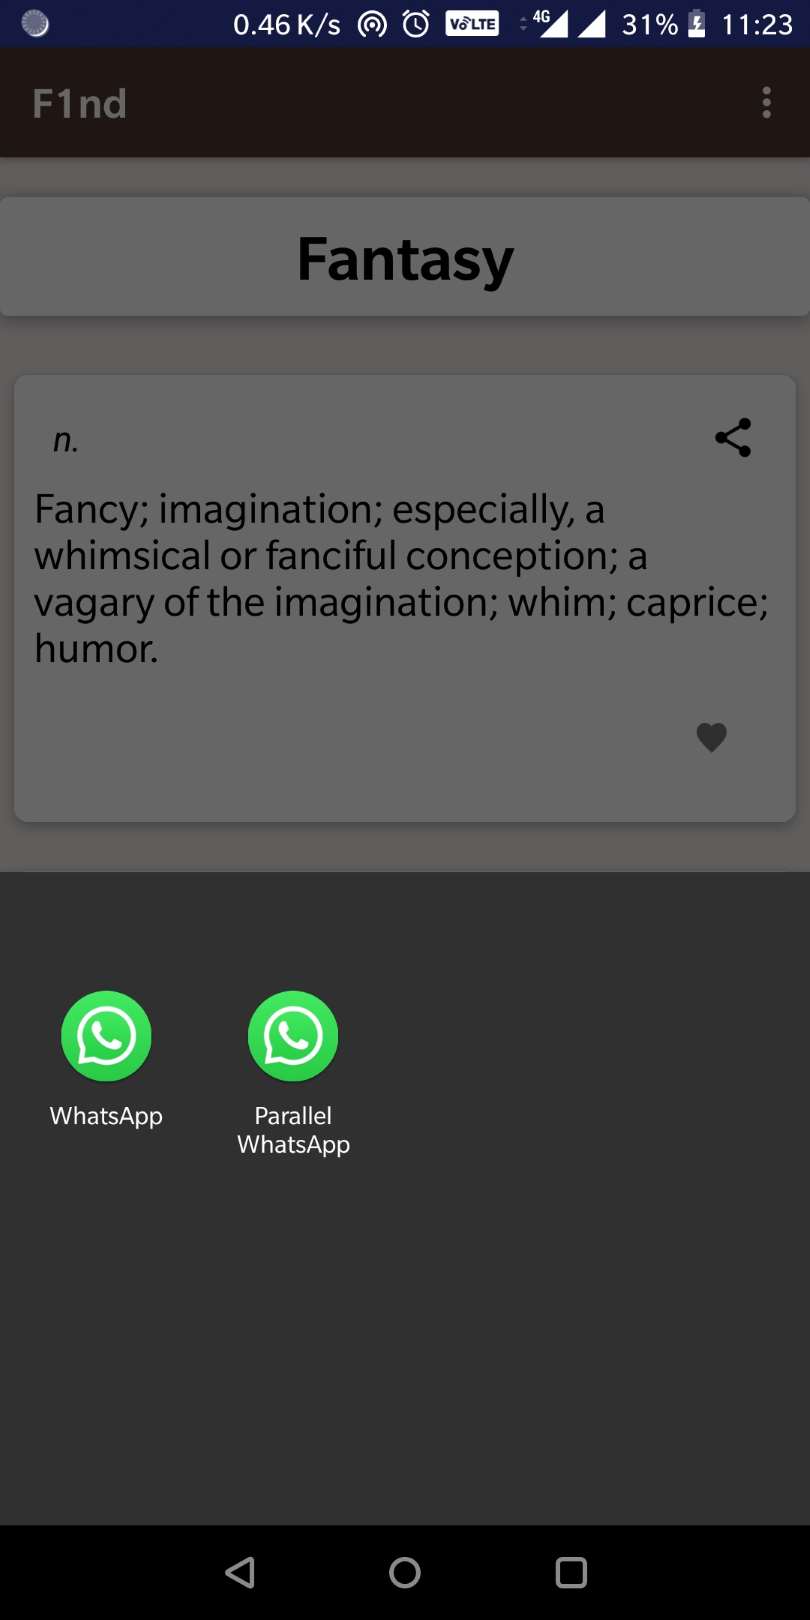 0.46 K/s VoLTE 4G 31% 11:23
F1nd
Fantasy
n.
Fancy; imagination; especially, a
whimsical or fanciful conception; a
vagary of the imagination; whim; caprice;
humor.
WhatsApp
Parallel
WhatsApp